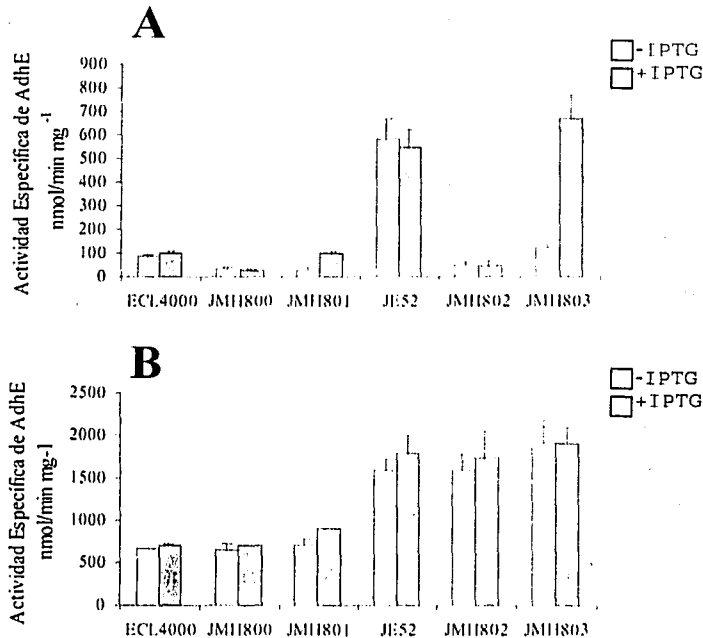 A
Actividad Específica de AdhE
nmol/min mg -1
-IPTG
+IPTG
900
800
700
600
500
400
300
200
100
0
ECL4000 JMH800 JMH801 JE52 JMH802 JMH803
B
Actividad Específica de AdhE
nmol/min mg-1
-IPTG
+IPTG
2500
2000
1500
1000
500
0
ECL4000 JMH800 JMH801 JE52 JMH802 JMH803